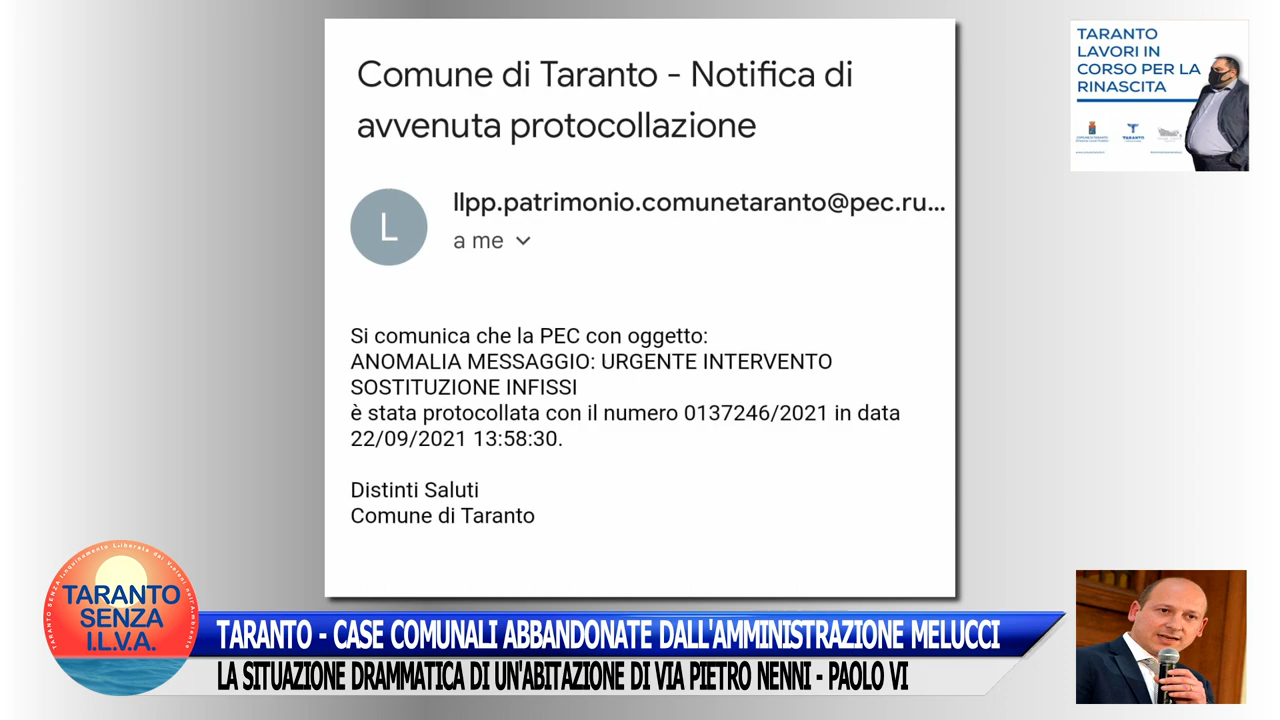 Comune di Taranto - Notifica di
avvenuta protocollazione
L
llpp.patrimonio.comunetaranto@pec.ru...
a me
Si comunica che la PEC con oggetto:
ANOMALIA MESSAGGIO: URGENTE INTERVENTO
SOSTITUZIONE INFISSI
è stata protocollata con il numero 0137246/2021 in data
22/09/2021 13:58:30.
Distinti Saluti
Comune di Taranto
TARANTO
LAVORI IN
CORSO PER LA
RINASCITA
TARANTO
TARANTO
SENZA
I.L.V.A.
TARANTO - CASE COMUNALI ABBANDONATE DALL'AMMINISTRAZIONE MELUCCI
LA SITUAZIONE DRAMMATICA DI UN'ABITAZIONE DI VIA PIETRO NENNI - PAOLO VI